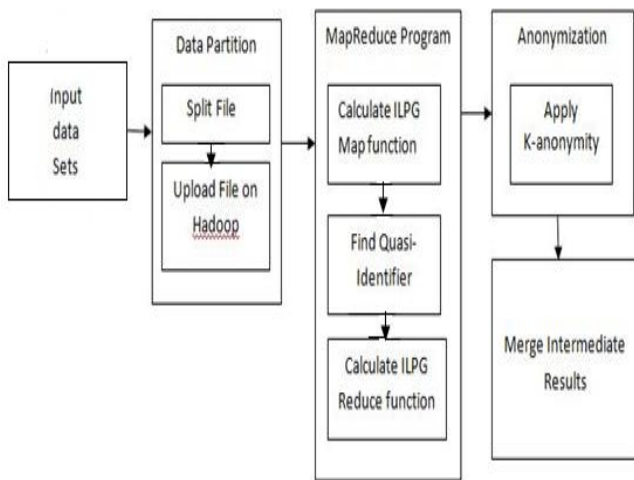 Input
data
Sets
Data Partition
Split File
Upload File on
Hadoop
MapReduce Program
Calculate ILPG
Map function
Find Quasi-
Identifier
Calculate ILPG
Reduce function
Anonymization
Apply
K-anonymity
Merge Intermediate
Results